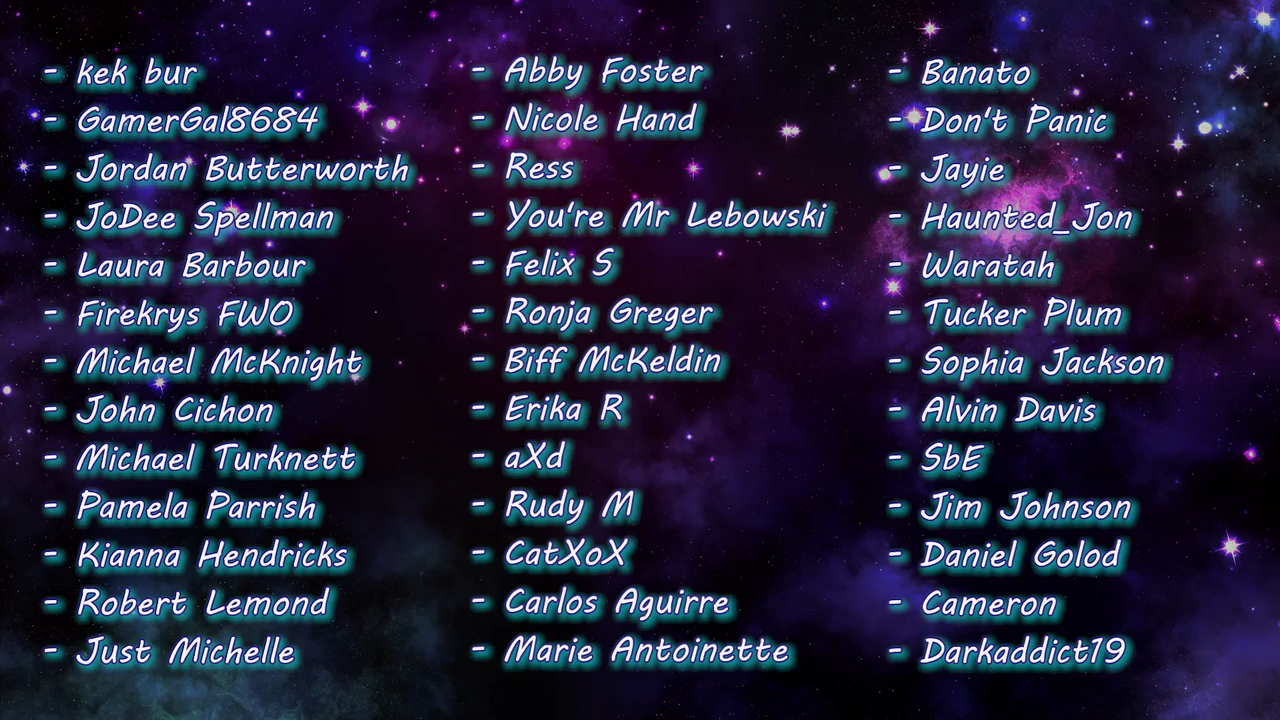 - kek bur
- GamerGal8684
- Jordan Butterworth
- JoDee Spellman
- Laura Barbour
- Firekrys FWO
- Michael McKnight
- John Cichon
- Michael Turknett
- Pamela Parrish
- Kianna Hendricks
- Robert Lemond
- Just Michelle
- Abby Foster
- Nicole Hand
- Ress
- You're Mr Lebowski
- Felix S
- Ronja Greger
- Biff McKeldin
- Erika R
- aXd
- Rudy M
- CatXoX
- Carlos Aguirre
- Marie Antoinette
- Banato
- Don't Panic
- Jayie
- Haunted_Jon
- Waratah
- Tucker Plum
- Sophia Jackson
- Alvin Davis
- SbE
- Jim Johnson
- Daniel Golod
- Cameron
- Darkaddict19